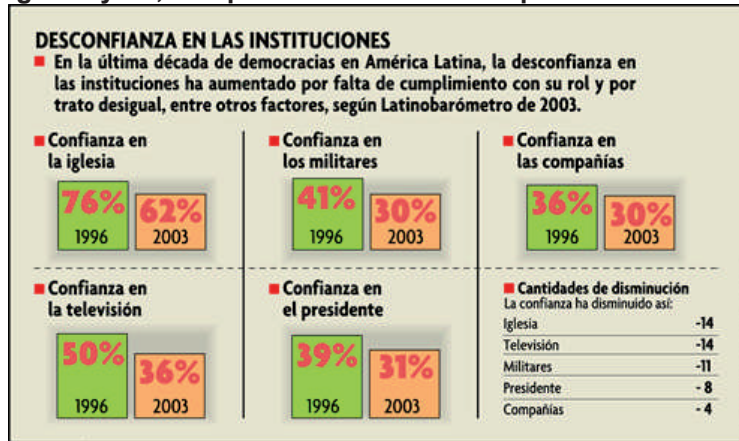 DESCONFIANZA EN LAS INSTITUCIONES
En la última década de democracias en América Latina, la desconfianza en
las instituciones ha aumentado por falta de cumplimiento con su rol y por
trato desigual, entre otros factores, según Latinobarómetro de 2003.
Confianza en
la iglesia
76% 62%
1996 2003
Confianza en
los militares
41% 30%
1996 2003
Confianza en
las compañías
36% 30%
1996 2003
Confianza en
la televisión
50% 36%
1996 2003
Confianza en
el presidente
39% 31%
1996 2003
Cantidades de disminución
La confianza ha disminuido así:
Iglesia -14
Televisión -14
Militares -11
Presidente - 8
Compañías - 4